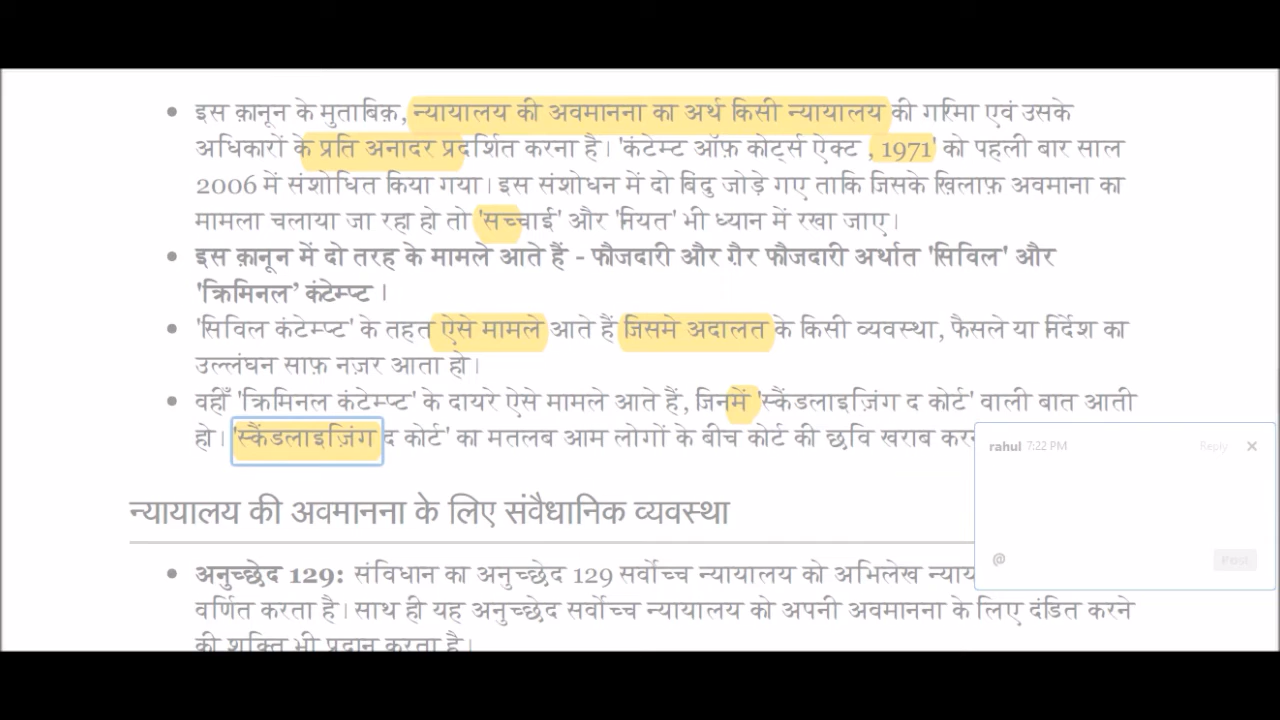 इस क़ानून के मुताबिक़, न्यायालय की अवमानना का अर्थ किसी न्यायालय की गरिमा एवं उसके
अधिकारों के प्रति अनादर प्रदर्शित करना है। 'कंटेम्ट ऑफ़ कोर्ट्स ऐक्ट , 1971' को पहली बार साल
2006 में संशोधित किया गया। इस संशोधन में दो बिंदु जोड़े गए ताकि जिसके ख़िलाफ़ अवमाना का
मामला चलाया जा रहा हो तो 'सच्चाई' और 'नियत' भी ध्यान में रखा जाए।
इस क़ानून में दो तरह के मामले आते हैं - फौजदारी और ग़ैर फौजदारी अर्थात 'सिविल' और
'क्रिमिनल’ कंटेम्प्ट ।
'सिविल कंटेम्प्ट' के तहत ऐसे मामले आते हैं जिसमे अदालत के किसी व्यवस्था, फैसले या निर्देश का
उल्लंघन साफ़ नज़र आता हो।
वहीँ 'क्रिमिनल कंटेम्प्ट' के दायरे ऐसे मामले आते हैं, जिनमें 'स्कैंडलाइज़िंग द कोर्ट' वाली बात आती
हो। 'स्कैंडलाइज़िंग द कोर्ट' का मतलब आम लोगों के बीच कोर्ट की छवि ख़राब करन
rahul 7:22 PM Reply
@ Post
न्यायालय की अवमानना के लिए संवैधानिक व्यवस्था
अनुच्छेद 129: संविधान का अनुच्छेद 129 सर्वोच्च न्यायालय को अभिलेख न्याय
वर्णित करता है। साथ ही यह अनुच्छेद सर्वोच्च न्यायालय को अपनी अवमानना के लिए दंडित करने
की शक्ति भी प्रदान करता है।